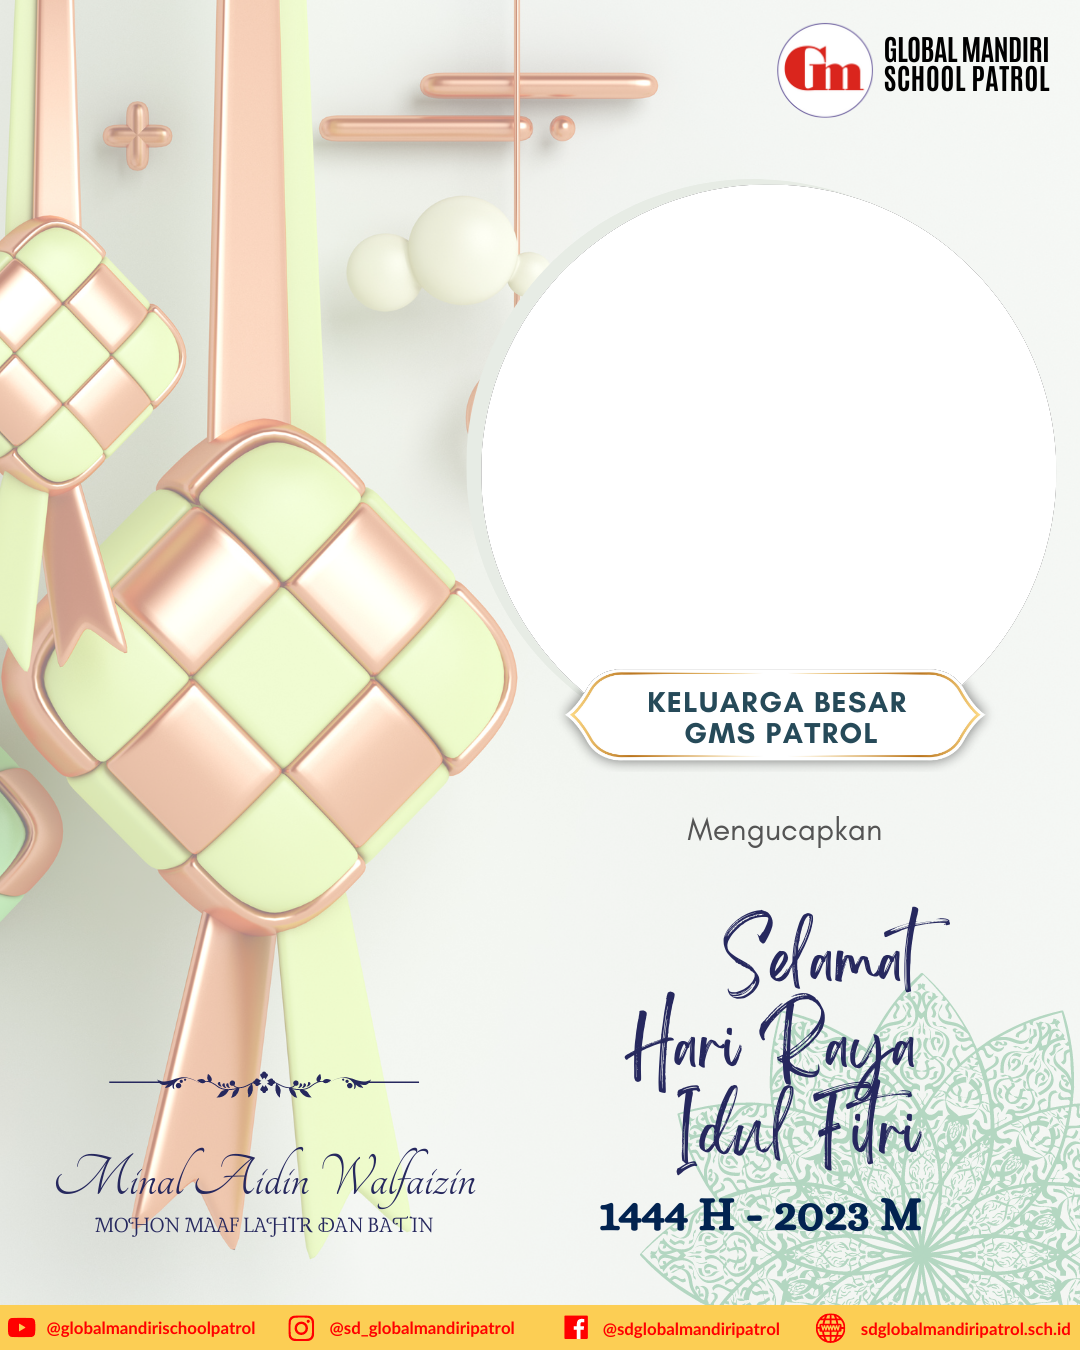 Gm
GLOBAL MANDIRI
SCHOOL PATROL
KELUARGA BESAR
GMS PATROL
Mengucapkan
Selamat
Hari Raya
Idul Fitri
1444 H - 2023 M
Minal Aidin Walfaizin
MOHON MAAF LAHIR DAN BATIN
@globalmandirischoolpatrol
@sd_globalmandiripatrol
@sdglobalmandiripatrol
www
sdglobalmandiripatrol.sch.id